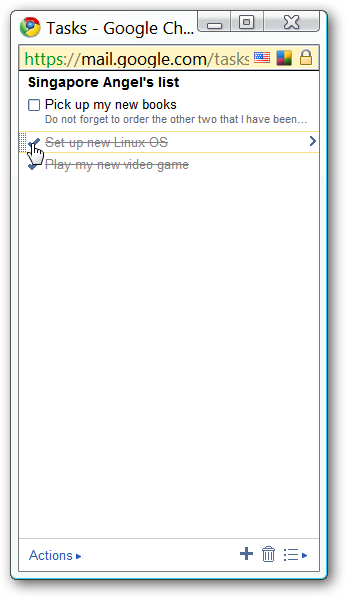 Tasks - Google Ch...
https://mail.google.com/tasks
Singapore Angel's list
Pick up my new books
Do not forget to order the other two that I have been...
Set up new Linux OS
Play my new video game
Actions